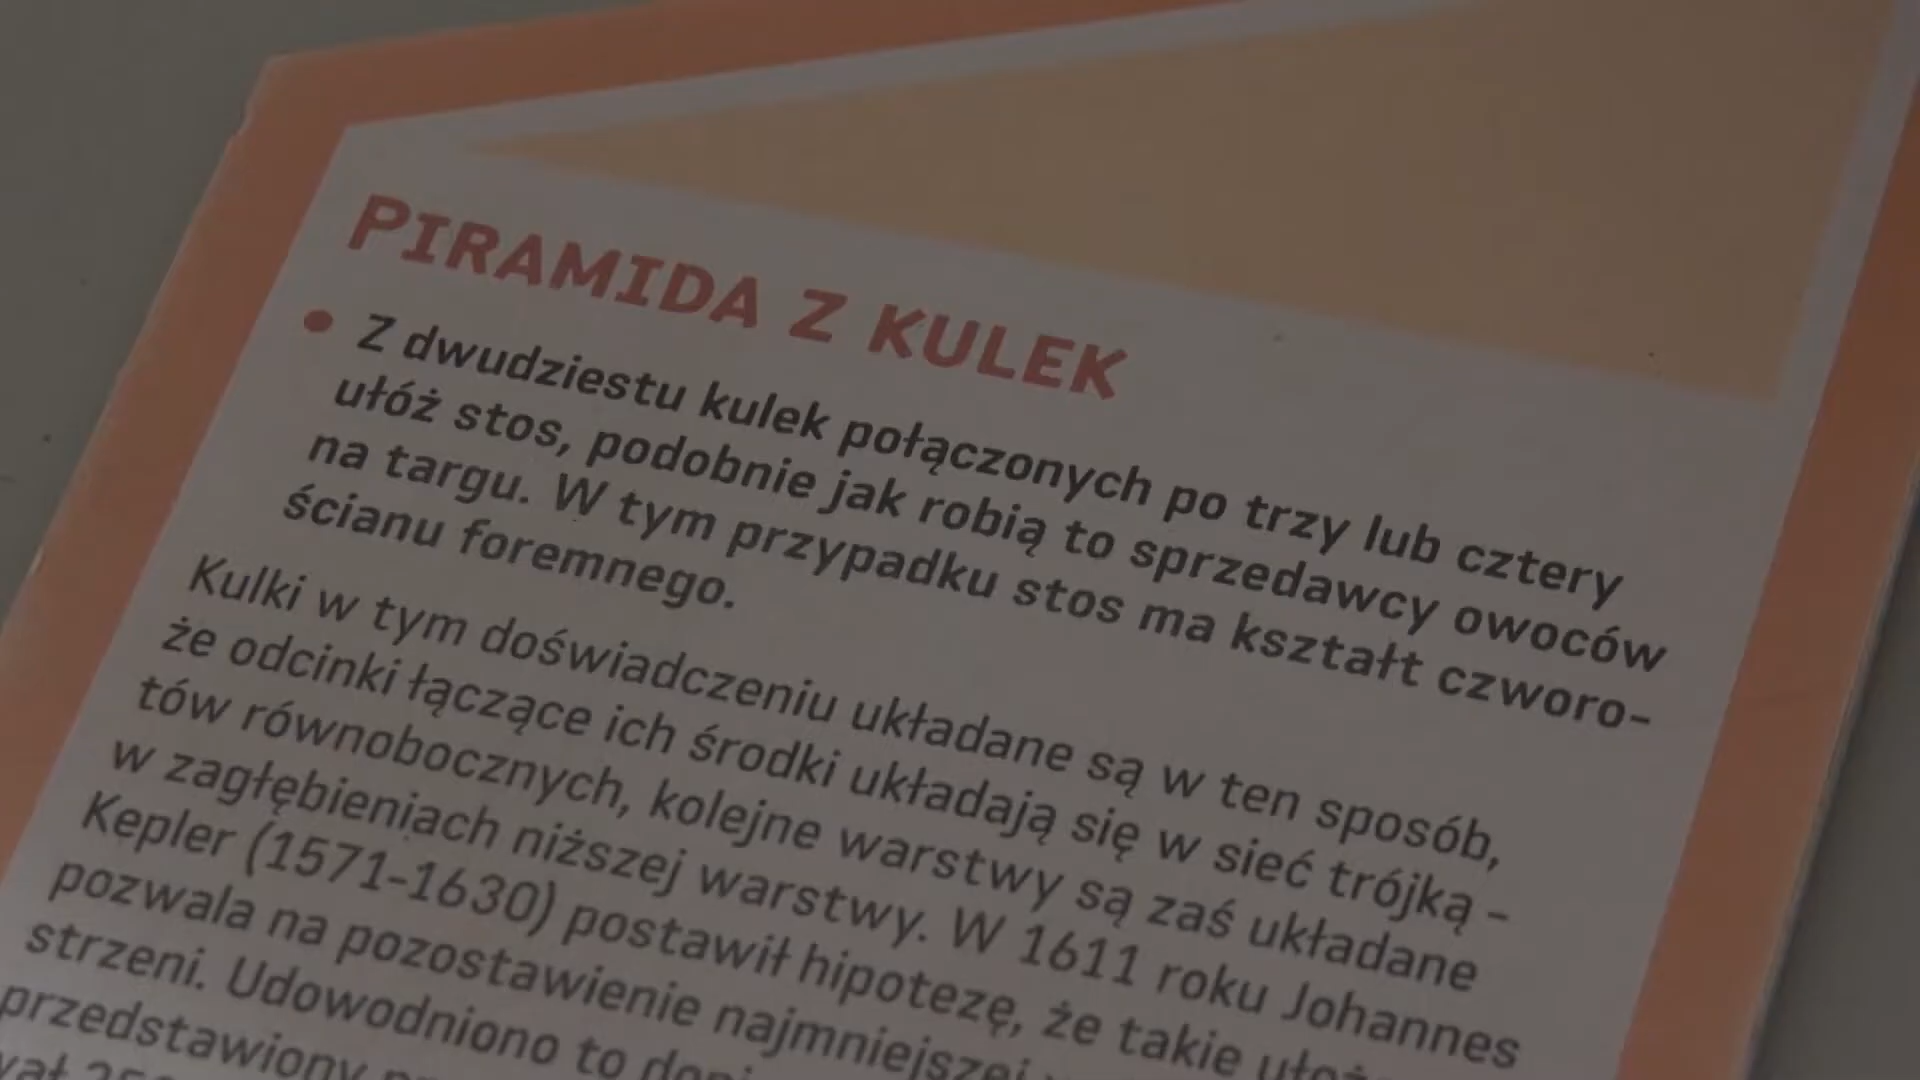 PIRAMIDA Z KULEK
• Z dwudziestu kulek połączonych po trzy lub cztery
ułóż stos, podobnie jak robią to sprzedawcy owoców
na targu. W tym przypadku stos ma kształt czworo-
ścianu foremnego.
Kulki w tym doświadczeniu układane są w ten sposób,
że odcinki łączące ich środki układają się w sieć trójką-
tów równobocznych, kolejne warstwy są zaś układane
w zagłębieniach niższej warstwy. W 1611 roku Johannes
Kepler (1571-1630) postawił hipotezę, że takie
pozwala na pozostawienie najmniejszej
strzeni. Udowodniono to
przedstawiony